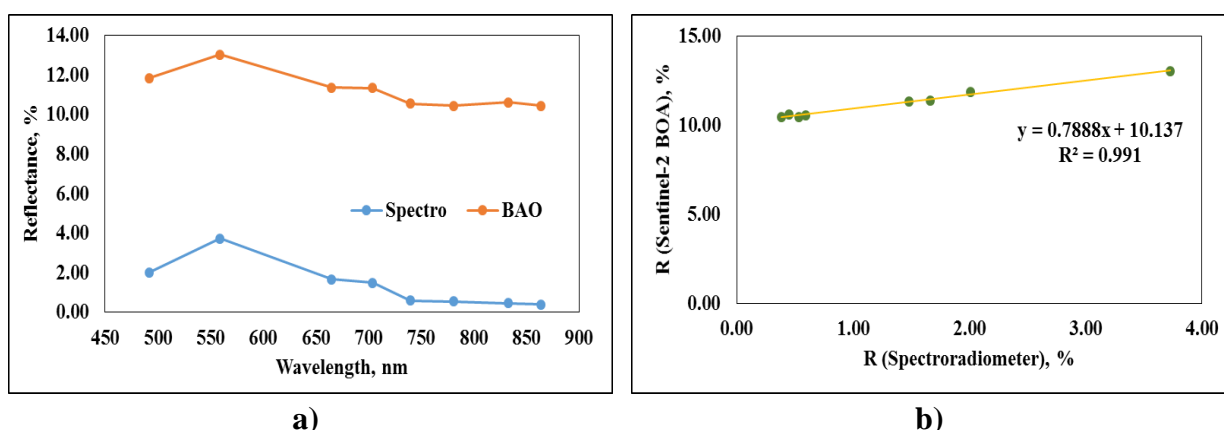 Reflectance, %
14.00
12.00
10.00
8.00
6.00
4.00
2.00
0.00
Spectro BAO
450 500 550 600 650 700 750 800 850 900
Wavelength, nm
a)
R (Sentinel-2 BOA), %
15.00
10.00
5.00
0.00
y = 0.7888x + 10.137
R² = 0.991
0.00 1.00 2.00 3.00 4.00
R (Spectroradiometer), %
b)